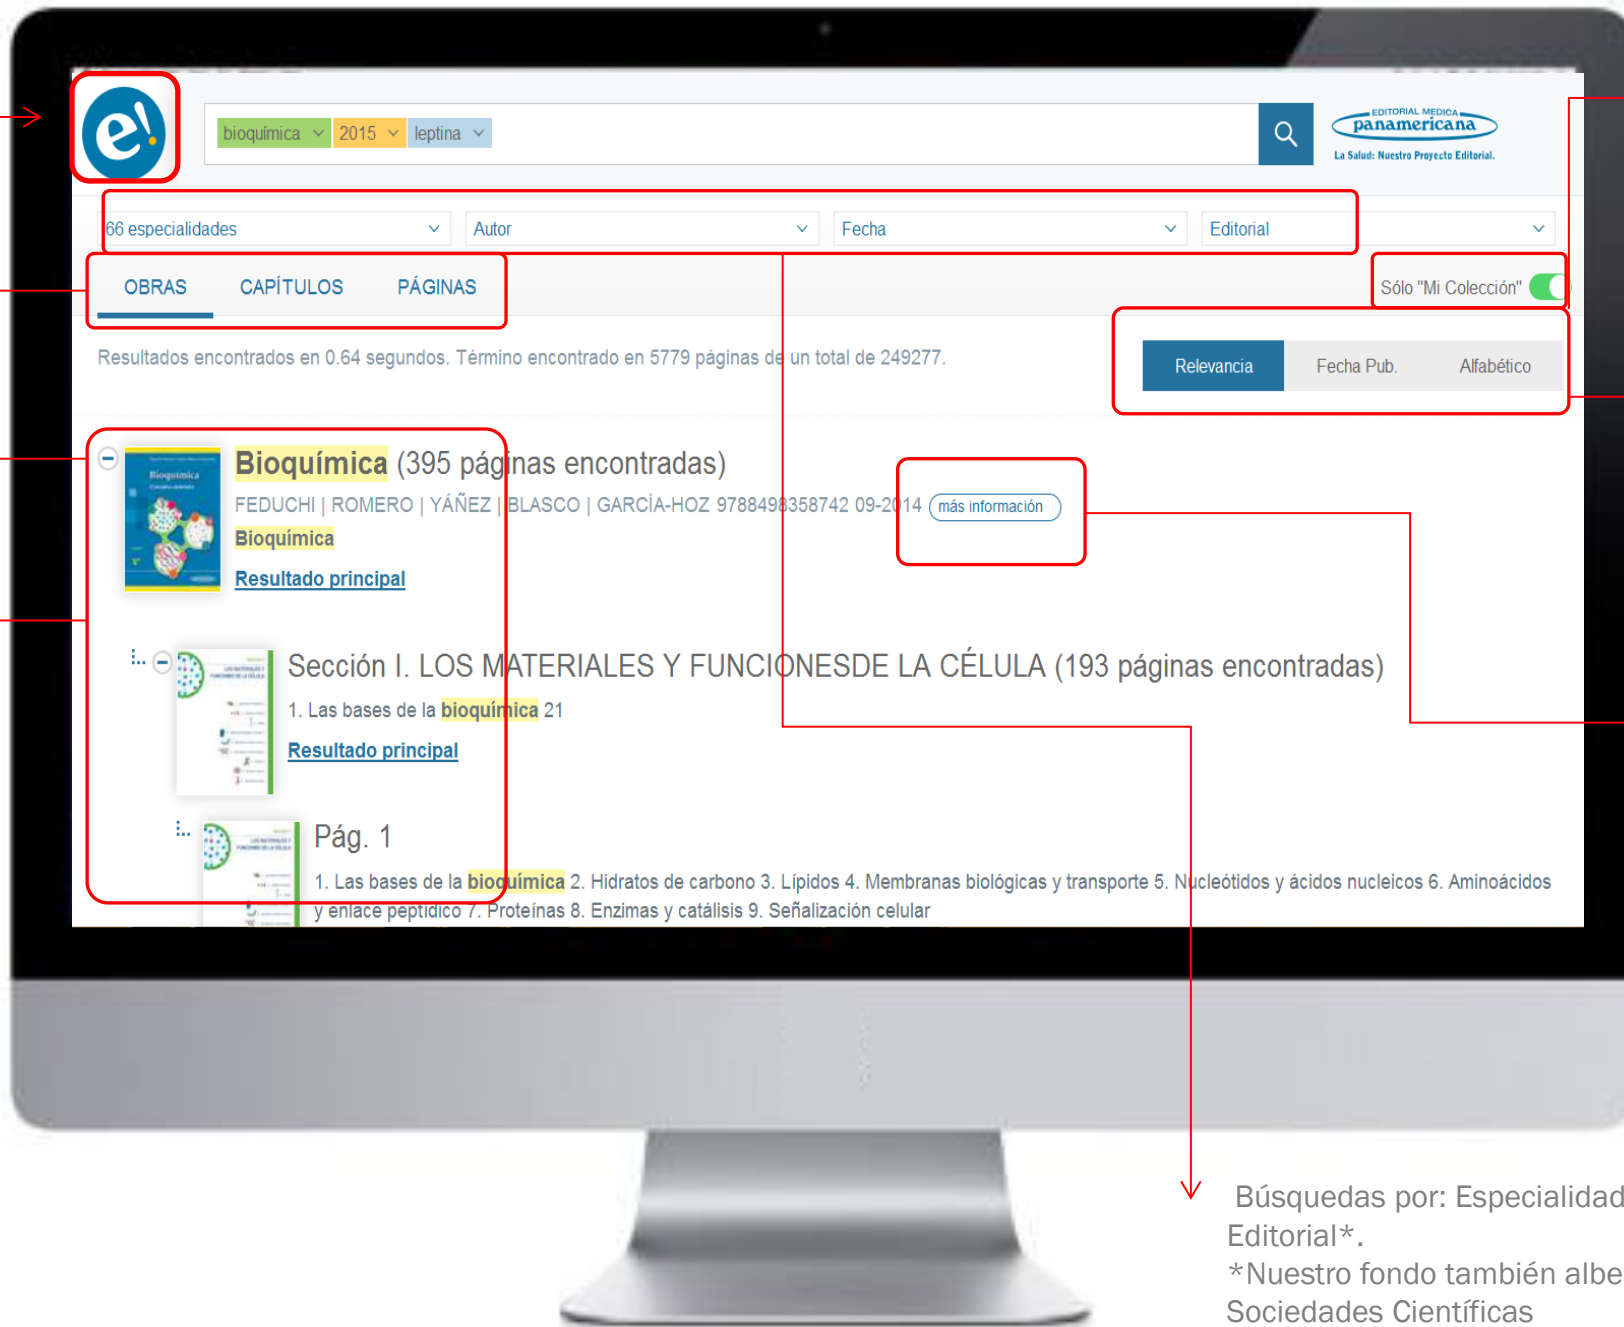 e!
bioquímica 2015 leptina
EDITORIAL MEDICA
panamericana
La Salud: Nuestro Proyecto Editorial.
66 especialidades Autor Fecha Editorial
OBRAS CAPÍTULOS PÁGINAS
Sólo "Mi Colección"
Resultados encontrados en 0.64 segundos. Término encontrado en 5779 páginas de un total de 249277.
Relevancia Fecha Pub. Alfabético
Bioquímica (395 páginas encontradas)
Bioquímica
FEDUCHI | ROMERO | YÁÑEZ | BLASCO | GARCÍA-HOZ 9788498358742 09-2014 más información
Bioquímica
Resultado principal
Sección I. LOS MATERIALES Y FUNCIONESDE LA CÉLULA (193 páginas encontradas)
1. Las bases de la bioquímica 21
Resultado principal
Pág. 1
1. Las bases de la bioquímica 2. Hidratos de carbono 3. Lípidos 4. Membranas biológicas y transporte 5. Nucleótidos y ácidos nucleicos 6. Aminoácidos
y enlace peptídico 7. Proteínas 8. Enzimas y catálisis 9. Señalización celular
Búsquedas por: Especialidad
Editorial*.
*Nuestro fondo también albe
Sociedades Científicas